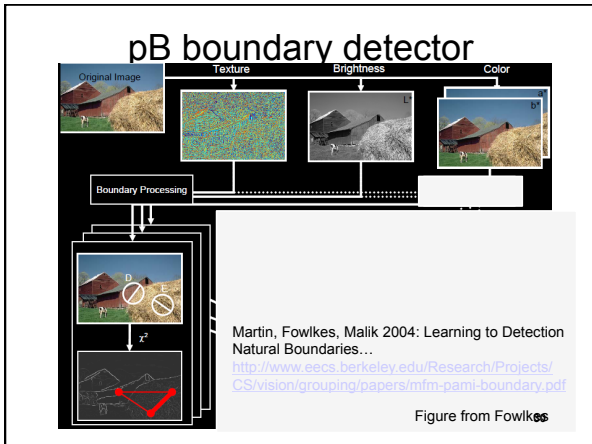 pB boundary detector
Original Image
Texture
Brightness
Color
L*
a*
b*
Boundary Processing
D
E
χ²
Martin, Fowlkes, Malik 2004: Learning to Detection
Natural Boundaries…
http://www.eecs.berkeley.edu/Research/Projects/
CS/vision/grouping/papers/mfm-pami-boundary.pdf
Figure from Fowlkes